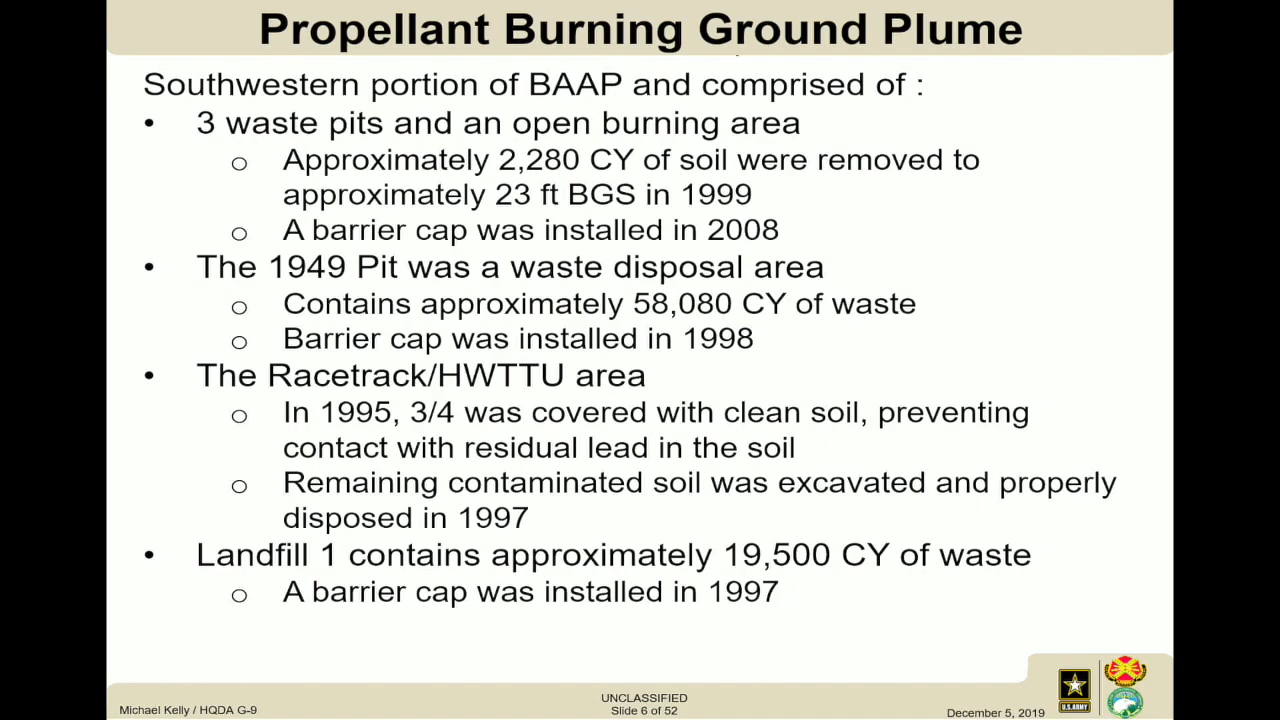 Propellant Burning Ground Plume
Southwestern portion of BAAP and comprised of :
• 3 waste pits and an open burning area
o Approximately 2,280 CY of soil were removed to
approximately 23 ft BGS in 1999
o A barrier cap was installed in 2008
• The 1949 Pit was a waste disposal area
o Contains approximately 58,080 CY of waste
o Barrier cap was installed in 1998
• The Racetrack/HWTTU area
o In 1995, 3/4 was covered with clean soil, preventing
contact with residual lead in the soil
o Remaining contaminated soil was excavated and properly
disposed in 1997
• Landfill 1 contains approximately 19,500 CY of waste
o A barrier cap was installed in 1997
Michael Kelly / HQDA G-9
UNCLASSIFIED
Slide 6 of 52
December 5, 2019
U.S. ARMY